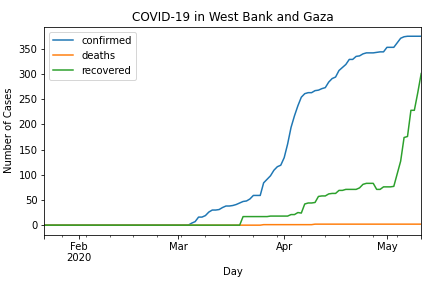 COVID-19 in West Bank and Gaza
confirmed
deaths
recovered
Number of Cases
350
300
250
200
150
100
50
0
Feb
2020
Mar
Apr
May
Day